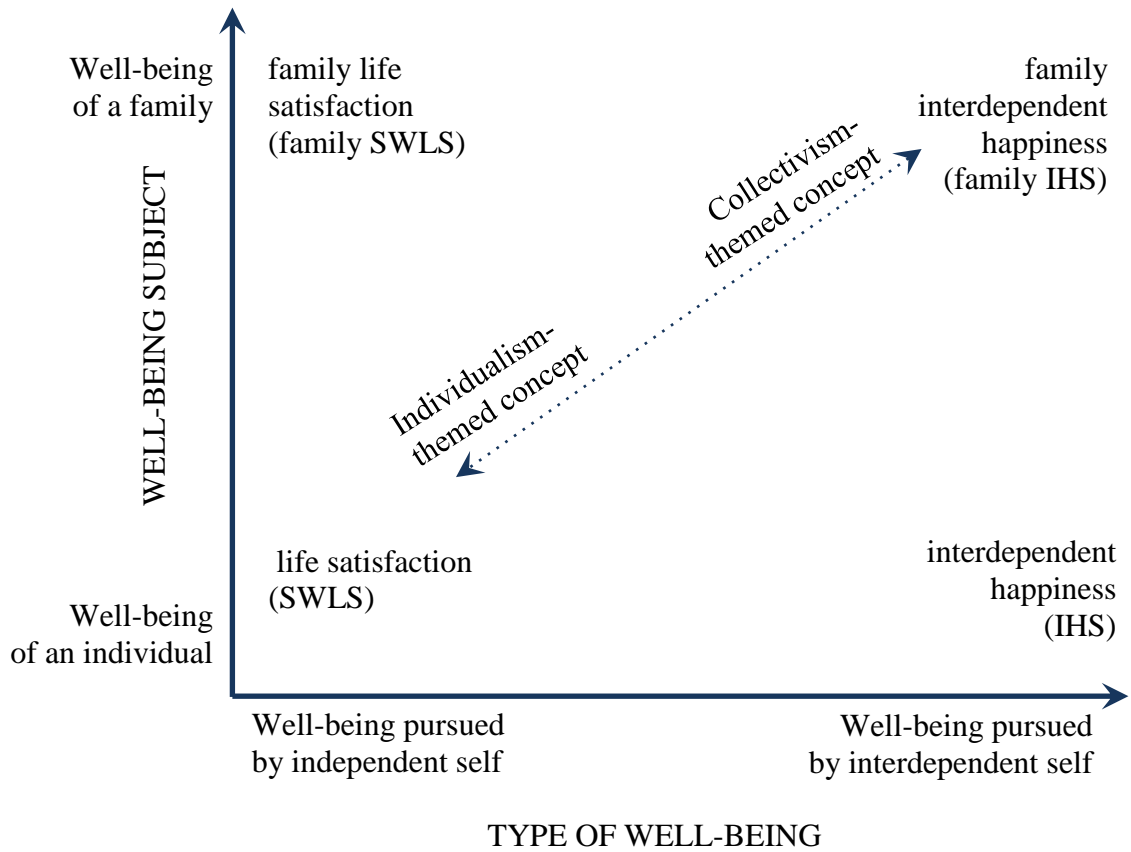 Well-being
of a family
family life
satisfaction
(family SWLS)
family
interdependent
happiness
(family IHS)
Collectivism-
themed concept
WELL-BEING SUBJECT
Individualism-
themed concept
life satisfaction
(SWLS)
interdependent
happiness
(IHS)
Well-being
of an individual
Well-being pursued
by independent self
Well-being pursued
by interdependent self
TYPE OF WELL-BEING